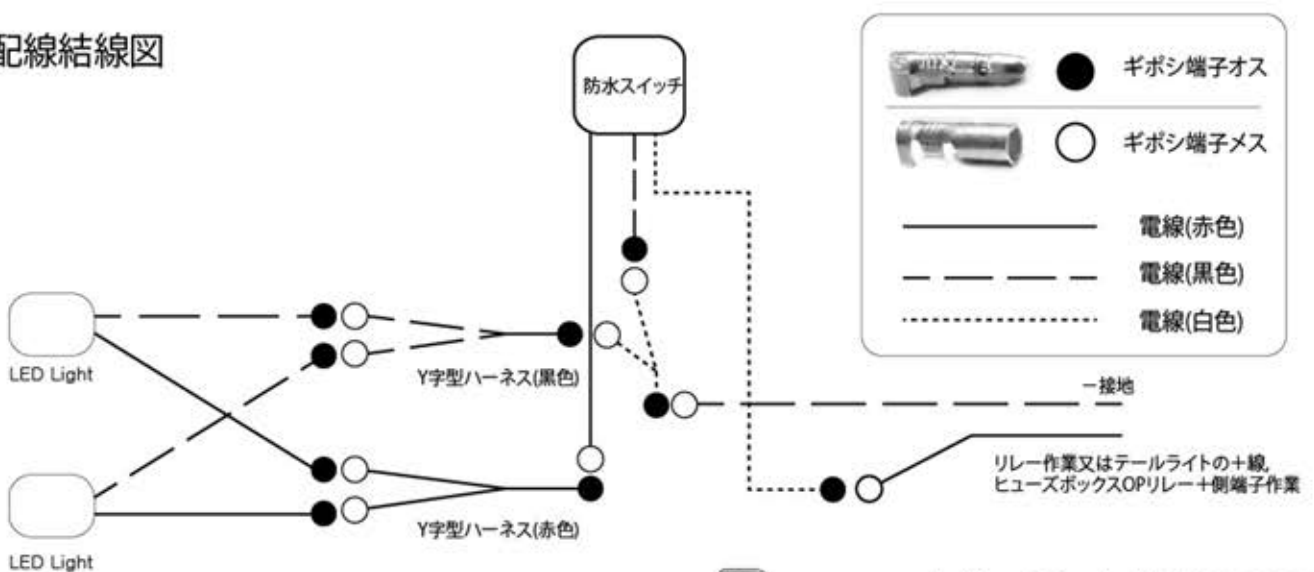 配線結線図
防水スイッチ
ギボシ端子オス
ギボシ端子メス
電線(赤色)
電線(黒色)
電線(白色)
LED Light
Y字型ハーネス(黒色)
ー接地
リレー作業又はテールライトの＋線,
ヒューズボックスOPリレー＋側端子作業
Y字型ハーネス(赤色)
LED Light